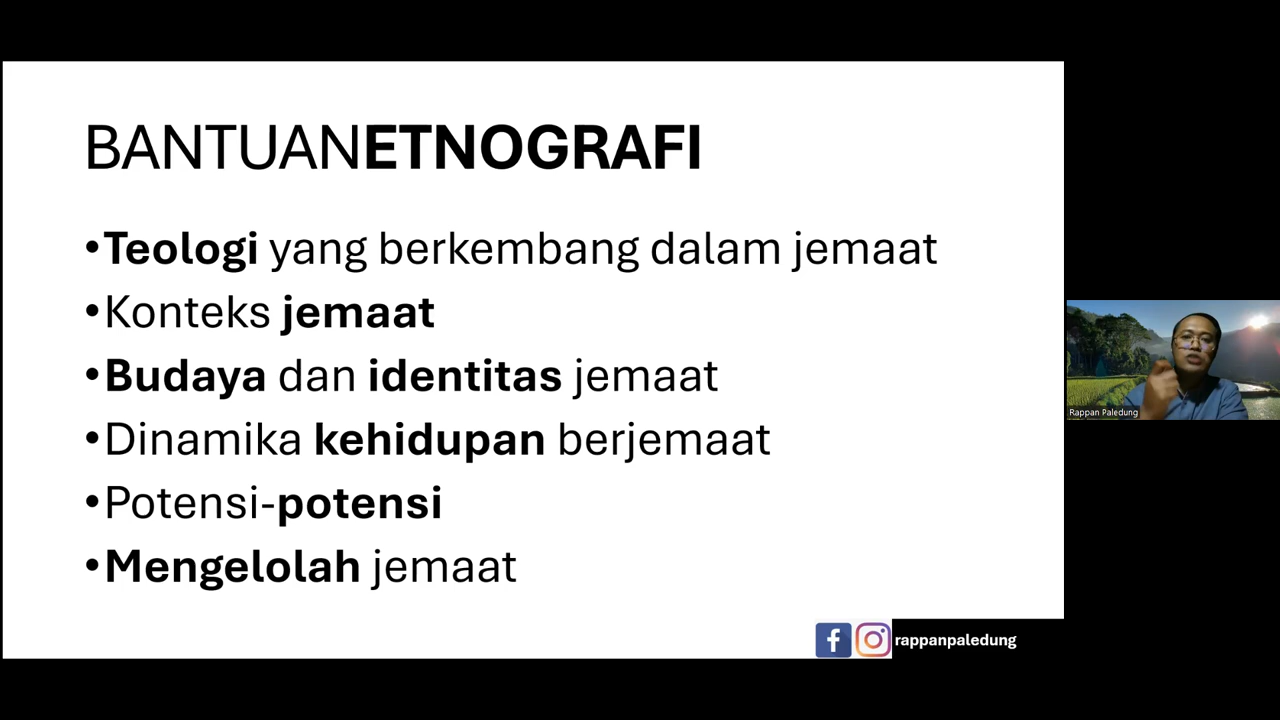 BANTUANETNOGRAFI
•Teologi yang berkembang dalam jemaat
•Konteks jemaat
•Budaya dan identitas jemaat
•Dinamika kehidupan berjemaat
•Potensi-potensi
•Mengelolah jemaat
rappanpaledung
Rappan Paledung